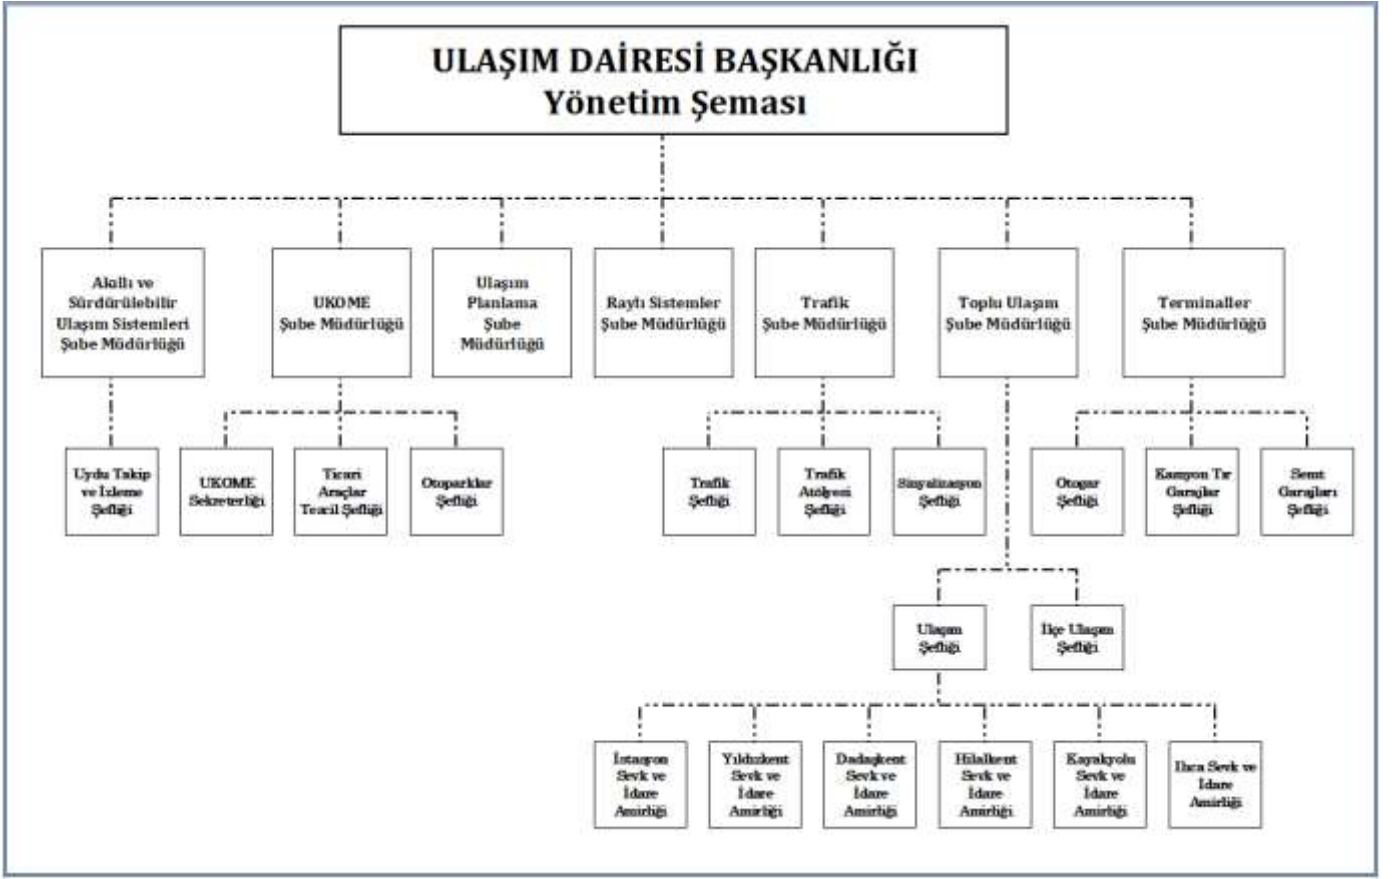 ULAŞIM DAİRESİ BAŞKANLIĞI
Yönetim Şeması
Akıllı ve
Sürdürülebilir
Ulaşım Sistemleri
Şube Müdürlüğü
UKOME
Şube Müdürlüğü
Ulaşım
Planlama
Şube
Müdürlüğü
Raylı Sistemler
Şube Müdürlüğü
Trafik
Şube Müdürlüğü
Toplu Ulaşım
Şube Müdürlüğü
Terminaller
Şube Müdürlüğü
Uydu Takip
ve İzleme
Şefliği
UKOME
Sekreterliği
Ticari
Araçlar
Tescil Şefliği
Otoparklar
Şefliği
Trafik
Şefliği
Trafik
Atölyesi
Şefliği
Sinyalizasyon
Şefliği
Otogar
Şefliği
Kamyon Tır
Garajlar
Şefliği
Semt
Garajları
Şefliği
Ulaşım
Şefliği
İlçe Ulaşım
Şefliği
İstasyon
Sevk ve
İdare
Amirliği
Yıldızkent
Sevk ve
İdare
Amirliği
Dadaşkent
Sevk ve
İdare
Amirliği
Hilalkent
Sevk ve
İdare
Amirliği
Kayakyolu
Sevk ve
İdare
Amirliği
Ilıca Sevk ve
İdare
Amirliği